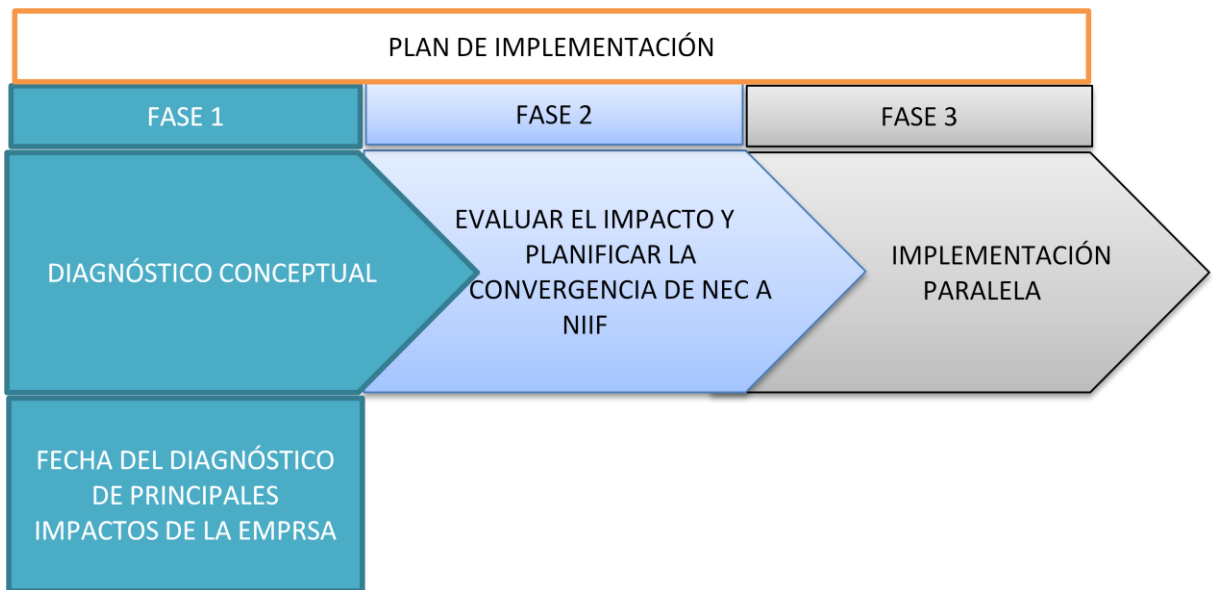 PLAN DE IMPLEMENTACIÓN
FASE 1
FASE 2
FASE 3
DIAGNÓSTICO CONCEPTUAL
EVALUAR EL IMPACTO Y
PLANIFICAR LA
CONVERGENCIA DE NEC A
NIIF
IMPLEMENTACIÓN
PARALELA
FECHA DEL DIAGNÓSTICO
DE PRINCIPALES
IMPACTOS DE LA EMPRSA